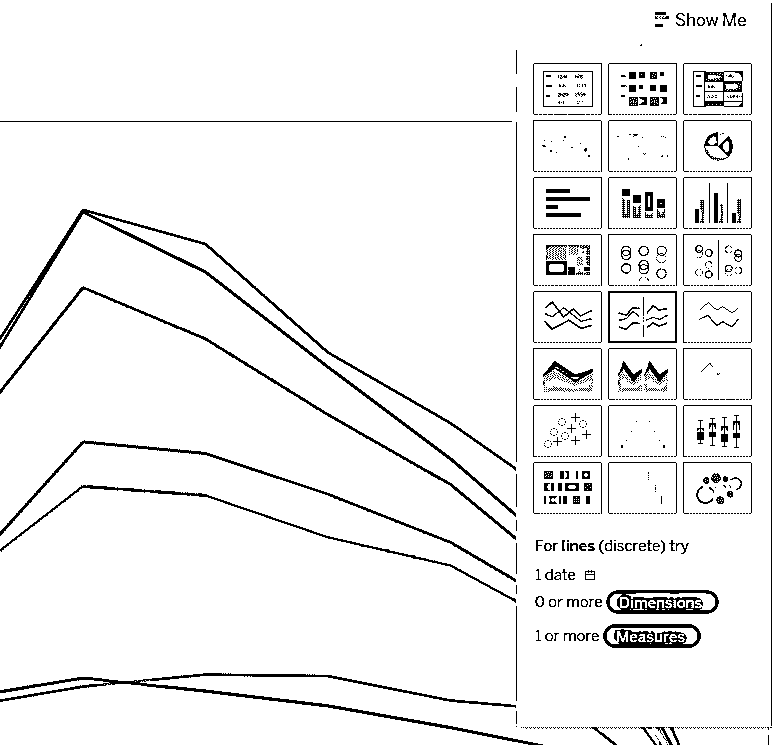 Show Me
For lines (discrete) try
1 date
0 or more Dimensions
1 or more Measures